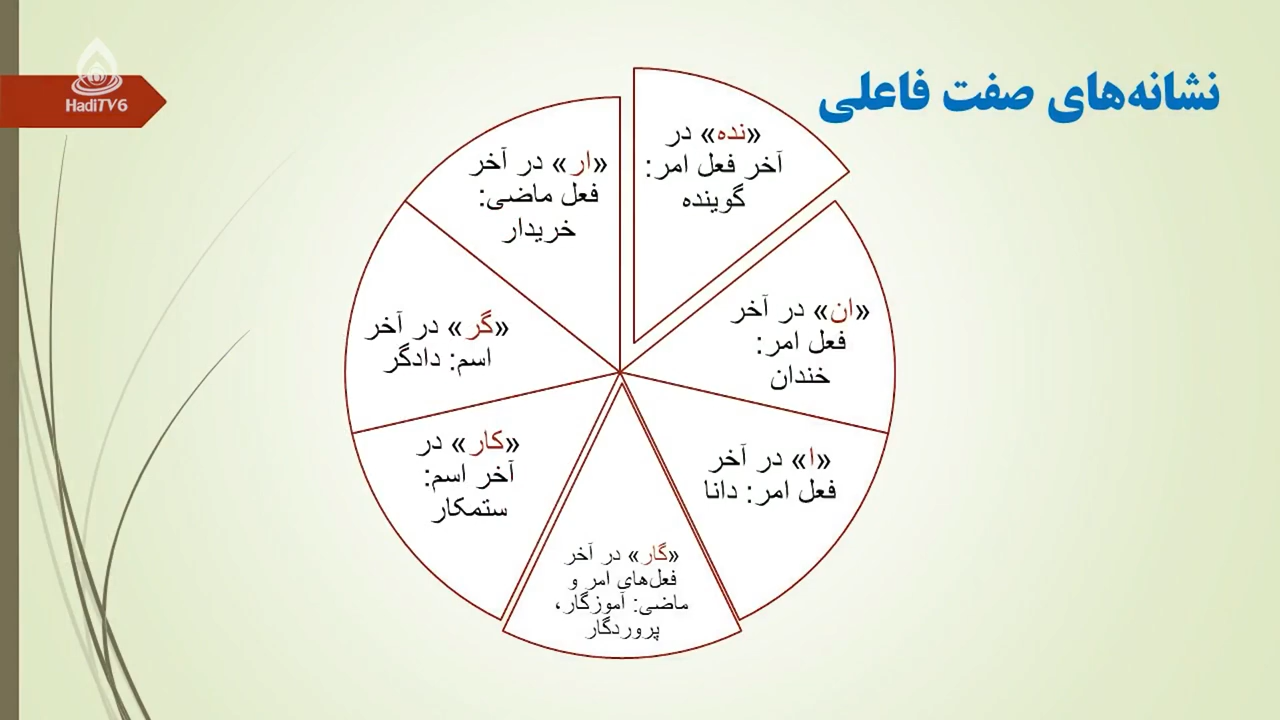 نشانه‌های صفت فاعلی
HadiTV6
«نده» در
آخر فعل امر:
گوینده
«ان» در آخر
فعل امر:
خندان
«ا» در آخر
فعل امر: دانا
«گار» در آخر
فعل‌های امر و
ماضی: آموزگار،
پروردگار
«کار» در
آخر اسم:
ستمکار
«گر» در آخر
اسم: دادگر
«ار» در آخر
فعل ماضی:
خریدار